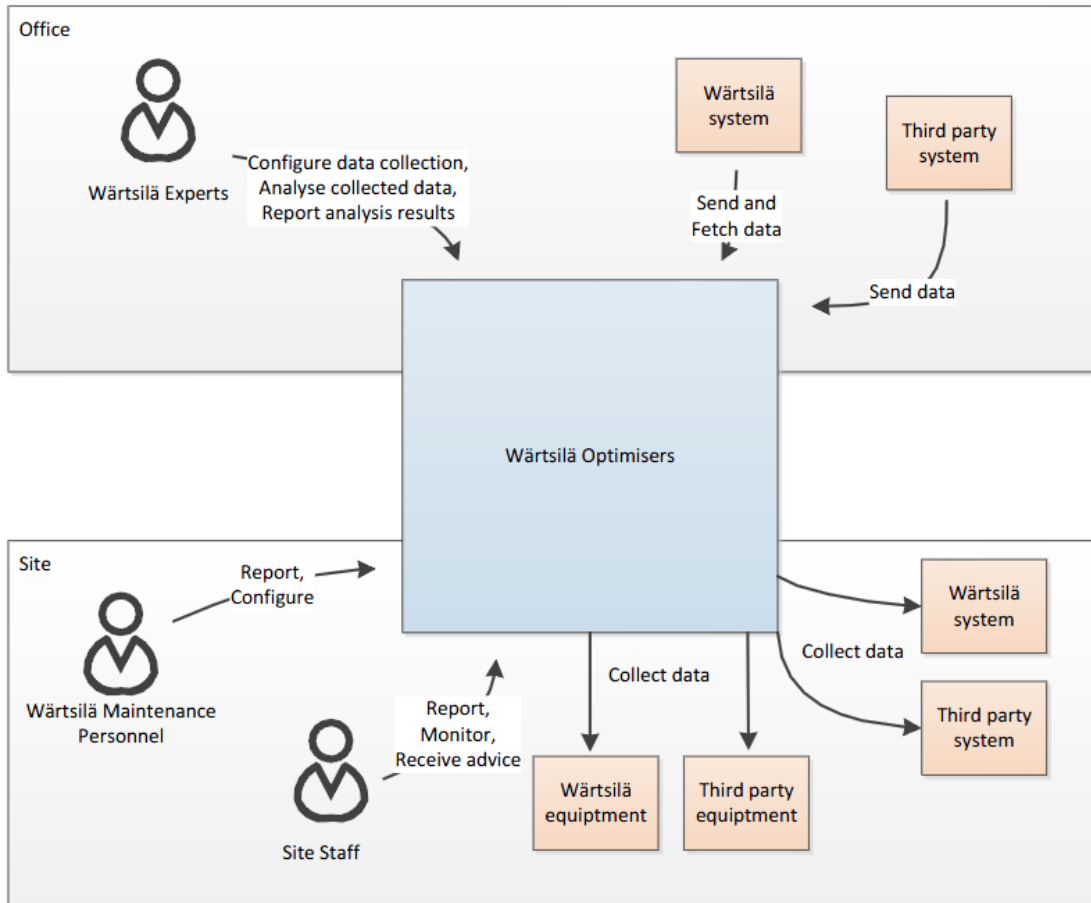 Office
Wärtsilä Experts
Configure data collection,
Analyse collected data,
Report analysis results
Wärtsilä
system
Send and
Fetch data
Third party
system
Send data
Wärtsilä Optimisers
Site
Report,
Configure
Wärtsilä Maintenance
Personnel
Report,
Monitor,
Receive advice
Site Staff
Collect data
Wärtsilä
equiptment
Third party
equiptment
Collect data
Wärtsilä
system
Third party
system